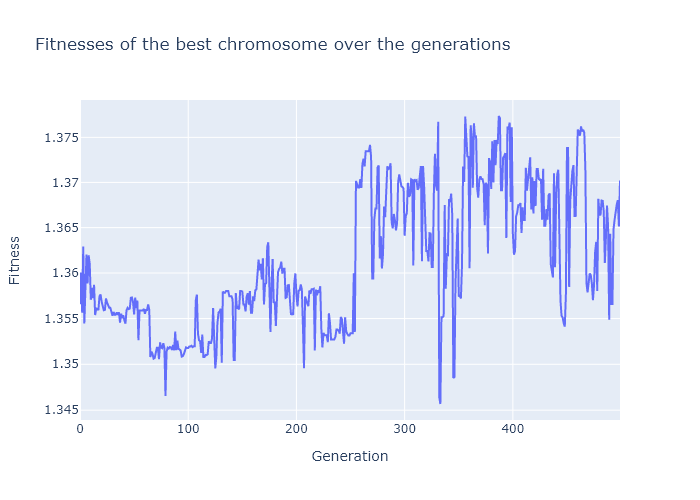 Fitnesses of the best chromosome over the generations
1.375
1.37
1.365
1.36
1.355
1.35
1.345
Fitness
0 100 200 300 400
Generation